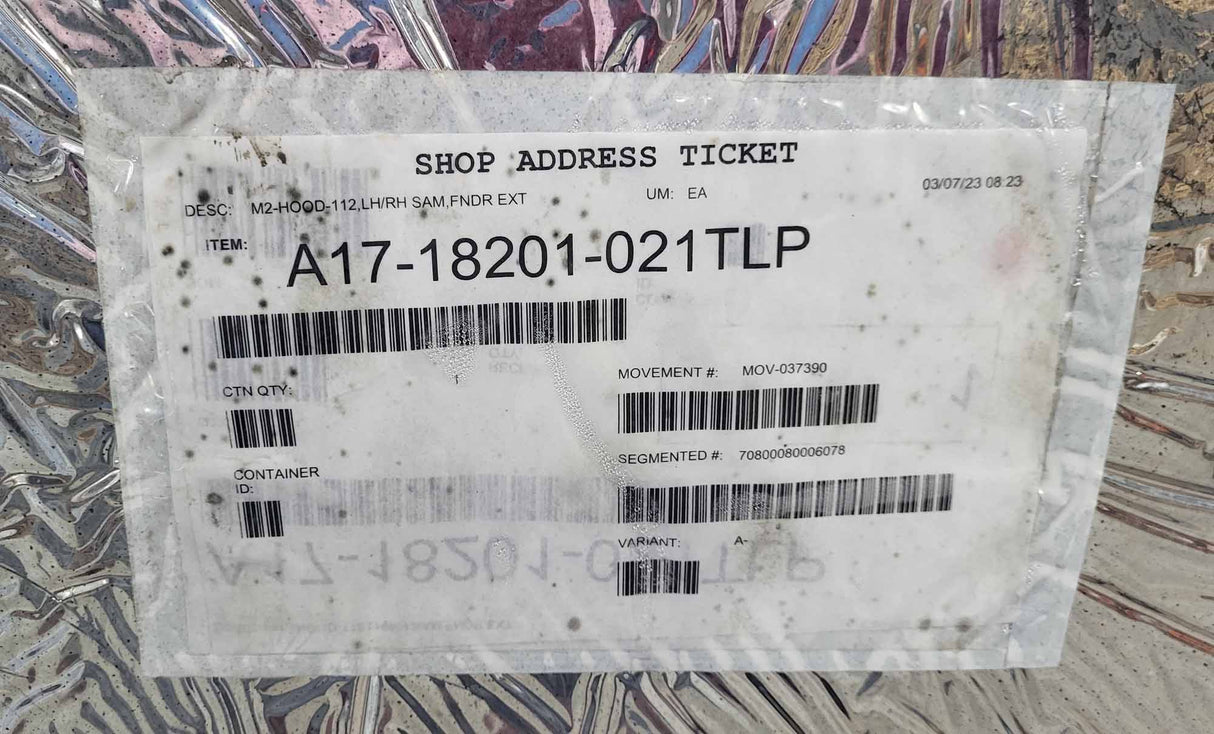 SHOP ADDRESS TICKET
03/07/23 08:23
DESC: M2-HOOD-112,LH/RH SAM,FNDR EXT UM: EA
ITEM: A17-18201-021TLP
CTN QTY: 1
MOVEMENT #: MOV-037390
SEGMENTED #: 70800080006078
CONTAINER
ID:
VARIANT: A-